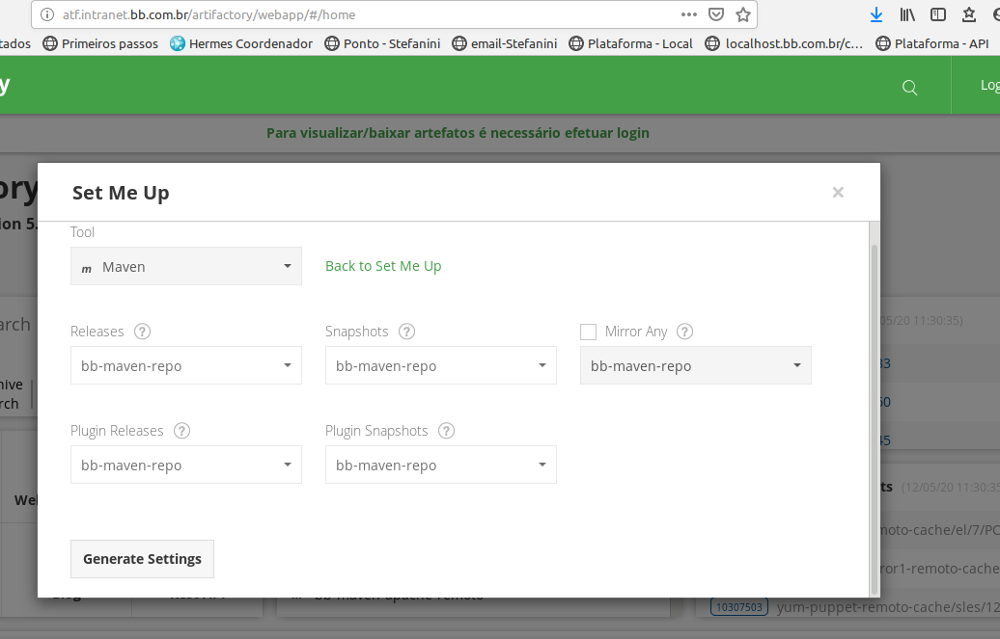 atf.intranet.bb.com.br/artifactory/webapp/#/home
tados Primeiros passos Hermes Coordenador Ponto - Stefanini email-Stefanini Plataforma - Local localhost.bb.com.br/c... Plataforma - API
y
Log
Para visualizar/baixar artefatos é necessário efetuar login
ory
ion 5.
Set Me Up
×
Tool
m Maven
Back to Set Me Up
Releases ?
Snapshots ?
Mirror Any ?
bb-maven-repo
bb-maven-repo
bb-maven-repo
Plugin Releases ?
Plugin Snapshots ?
bb-maven-repo
bb-maven-repo
Generate Settings
arch
hive
rch
Wel
/05/20 11:30:35)
33
60
45
ts (12/05/20 11:30:35
moto-cache/el/7/PC
ror1-remoto-cache
10307503 yum-puppet-remoto-cache/sles/12
bb-maven-apache-remoto